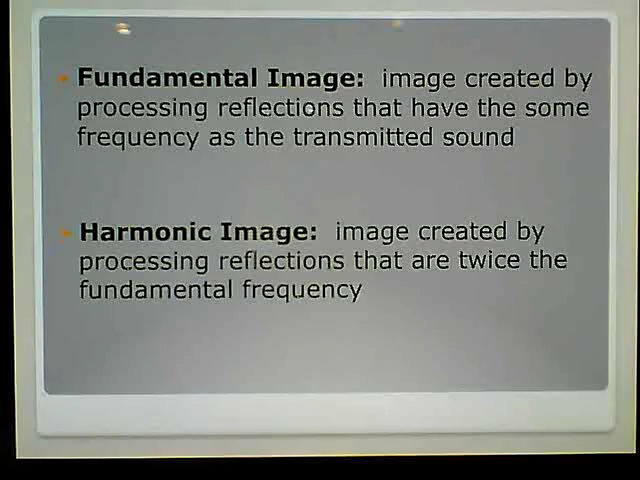 Fundamental Image: image created by
processing reflections that have the some
frequency as the transmitted sound
Harmonic Image: image created by
processing reflections that are twice the
fundamental frequency